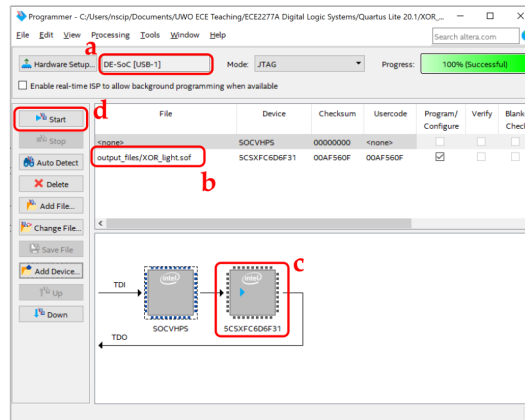 Programmer - C:/Users/nscip/Documents/UWO ECE Teaching/ECE2277A Digital Logic Systems/Quartus Lite 20.1/XOR_...
File Edit View Processing Tools Window Help
Search altera.com
a
Hardware Setup... DE-SoC [USB-1] Mode: JTAG Progress: 100% (Successful)
Enable real-time ISP to allow background programming when available
d
Start
Stop
Auto Detect
Delete
Add File...
Change File...
Save File
Add Device...
Up
Down
File Device Checksum Usercode Program/ Configure Verify Blank- Check
<none> SOCVHPS 00000000 <none>
output_files/XOR_light.sof 5CSXFC6D6F31 00AF560F 00AF560F
b
c
TDI
intel
intel
SOCVHPS
5CSXFC6D6F31
TDO